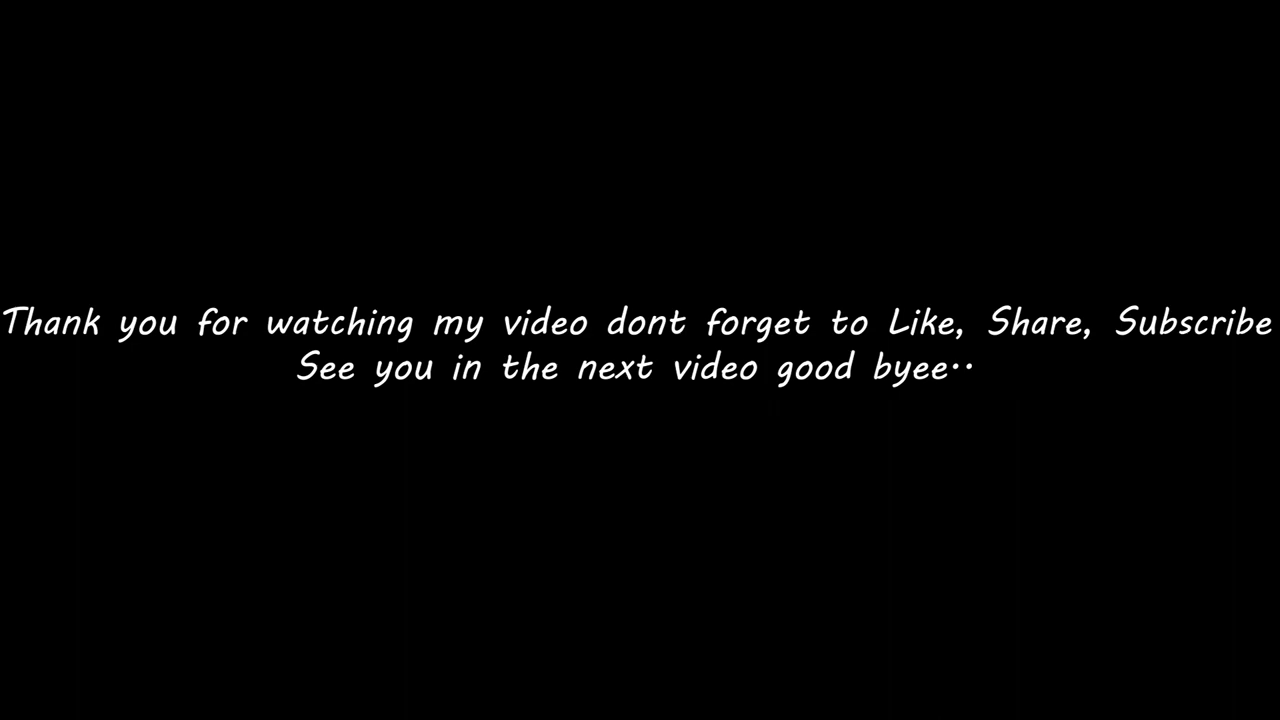 Thank you for watching my video dont forget to Like, Share, Subscribe
See you in the next video good byee..